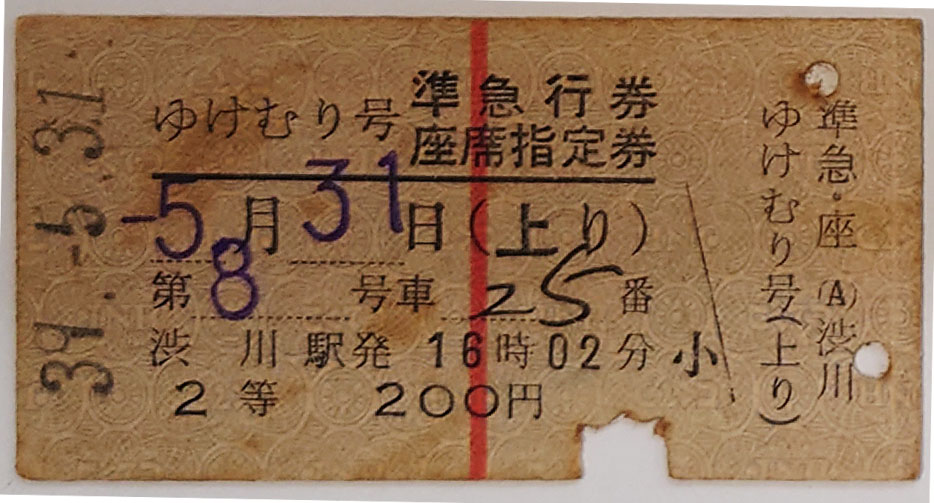 39.-5.31
ゆけむり号 準急行券
座席指定券
-5.月31日(上り)
第8号車25番
渋川駅発 16時02分 小
2等 200円
準急・座(A)渋川
ゆけむり号(上り)